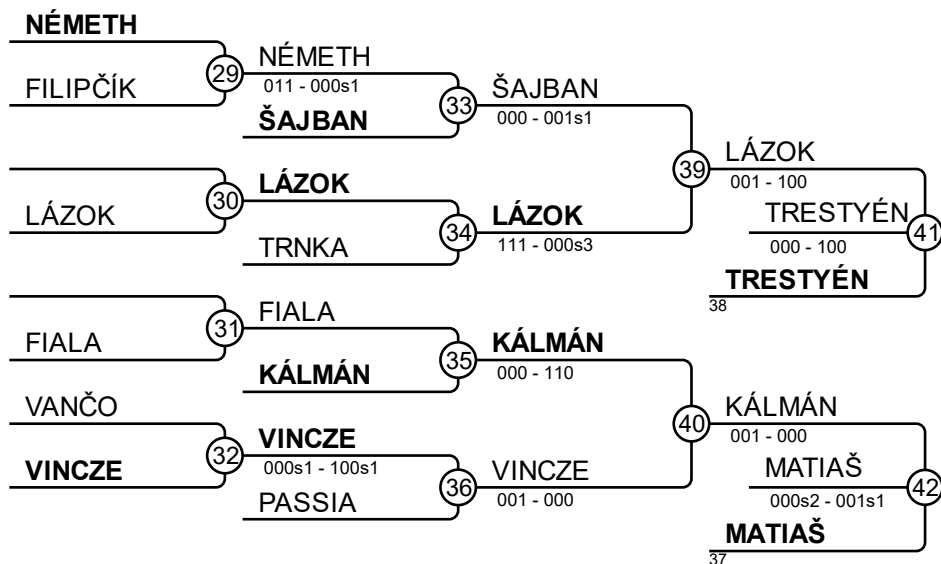 NÉMETH
FILIPČÍK
29
NÉMETH
011 - 000s1
ŠAJBAN
33
ŠAJBAN
000 - 001s1
LÁZOK
30
LÁZOK
TRNKA
34
LÁZOK
111 - 000s3
39
LÁZOK
001 - 100
TRESTYÉN
000 - 100
41
TRESTYÉN
38
FIALA
31
FIALA
KÁLMÁN
35
KÁLMÁN
000 - 110
VANČO
VINCZE
32
VINCZE
000s1 - 100s1
PASSIA
36
VINCZE
001 - 000
40
KÁLMÁN
001 - 000
MATIAŠ
000s2 - 001s1
42
MATIAŠ
37